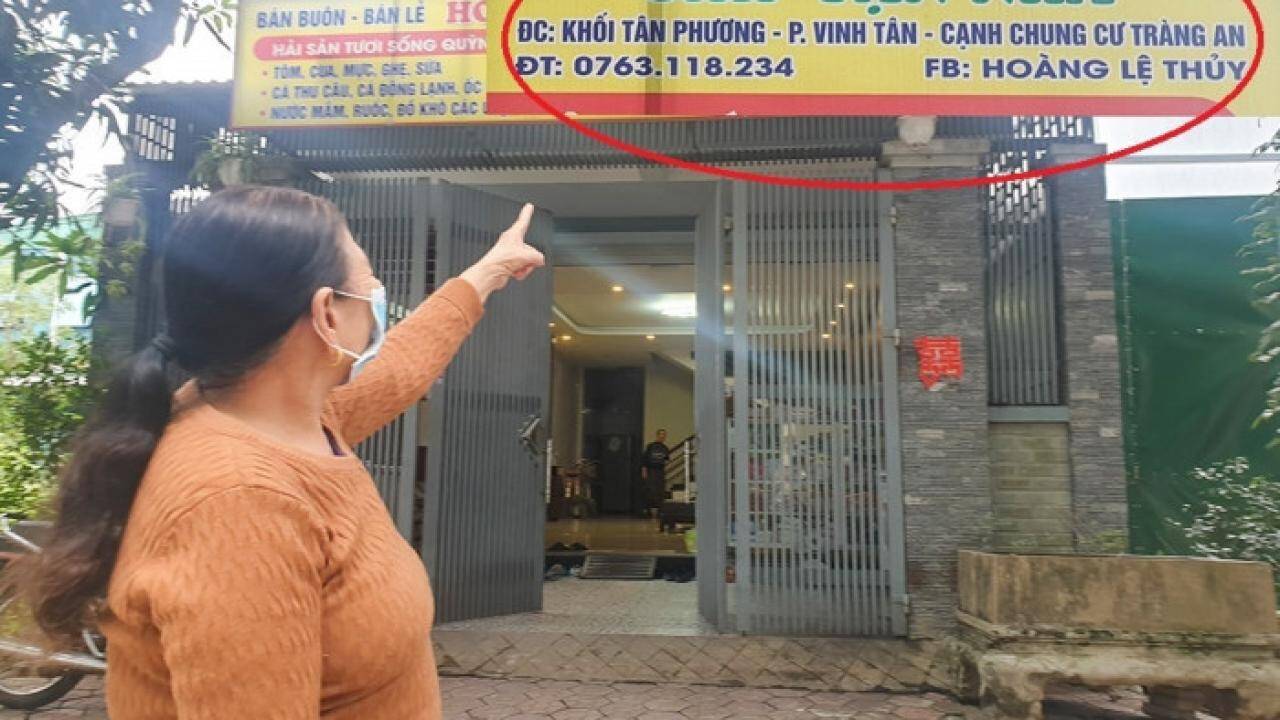 BÁN BUÔN - BÁN LẺ
HẢI SẢN TƯƠI SỐNG QUỲN
• TÔM, CUA, MỰC, GHẸ, SỨA
• CÁ THU CÂU, CÁ ĐÔNG LẠNH, ỐC
• NƯỚC MẮM, RUỐC, ĐỒ KHÔ CÁC
ĐC: KHỐI TÂN PHƯƠNG - P. VINH TÂN - CẠNH CHUNG CƯ TRÀNG AN
ĐT: 0763.118.234 FB: HOÀNG LỆ THỦY